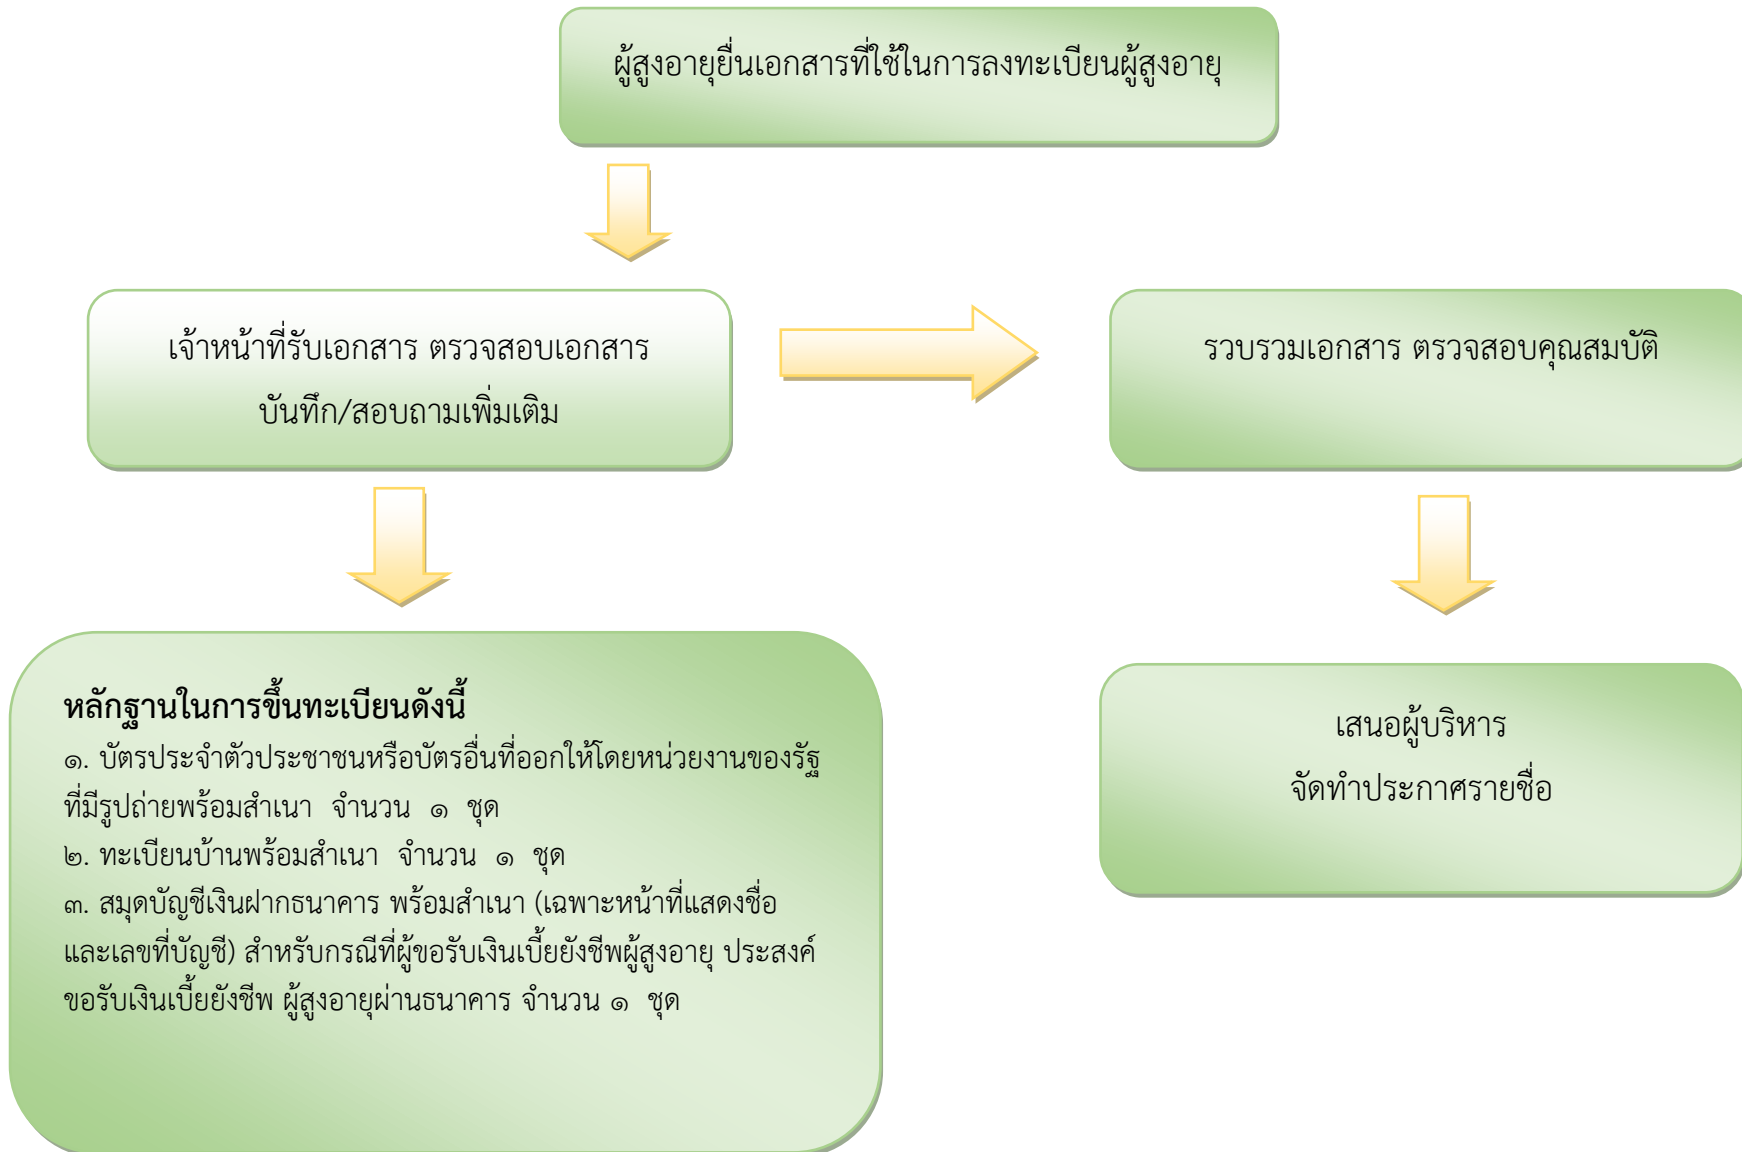 ผู้สูงอายุยื่นเอกสารที่ใช้ในการลงทะเบียนผู้สูงอายุ
เจ้าหน้าที่รับเอกสาร ตรวจสอบเอกสาร
บันทึก/สอบถามเพิ่มเติม
รวบรวมเอกสาร ตรวจสอบคุณสมบัติ
หลักฐานในการขึ้นทะเบียนดังนี้
๑. บัตรประจำตัวประชาชนหรือบัตรอื่นที่ออกให้โดยหน่วยงานของรัฐ
ที่มีรูปถ่ายพร้อมสำเนา จำนวน ๑ ชุด
๒. ทะเบียนบ้านพร้อมสำเนา จำนวน ๑ ชุด
๓. สมุดบัญชีเงินฝากธนาคาร พร้อมสำเนา (เฉพาะหน้าที่แสดงชื่อ
และเลขที่บัญชี) สำหรับกรณีที่ผู้ขอรับเงินเบี้ยยังชีพผู้สูงอายุ ประสงค์
ขอรับเงินเบี้ยยังชีพ ผู้สูงอายุผ่านธนาคาร จำนวน ๑ ชุด
เสนอผู้บริหาร
จัดทำประกาศรายชื่อ